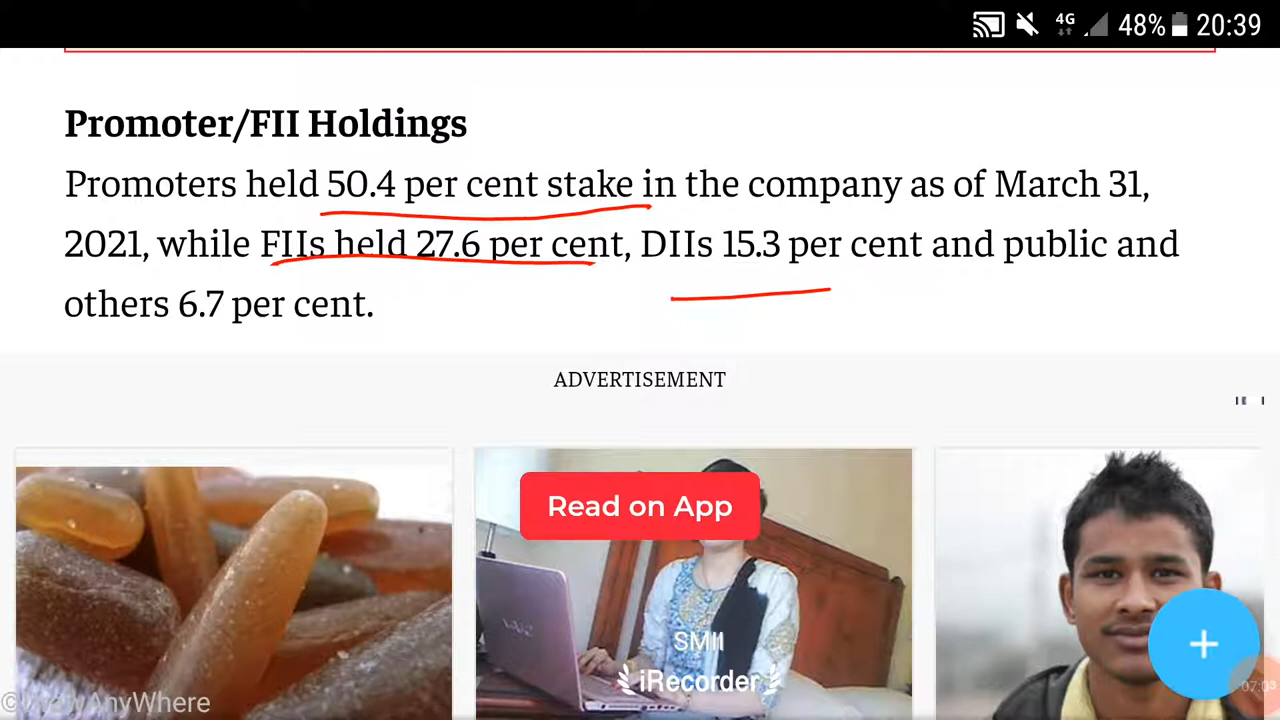 4G 48% 20:39
Promoter/FII Holdings
Promoters held 50.4 per cent stake in the company as of March 31,
2021, while FIIs held 27.6 per cent, DIIs 15.3 per cent and public and
others 6.7 per cent.
ADVERTISEMENT
Read on App
SMII
iRecorder
+
07:03